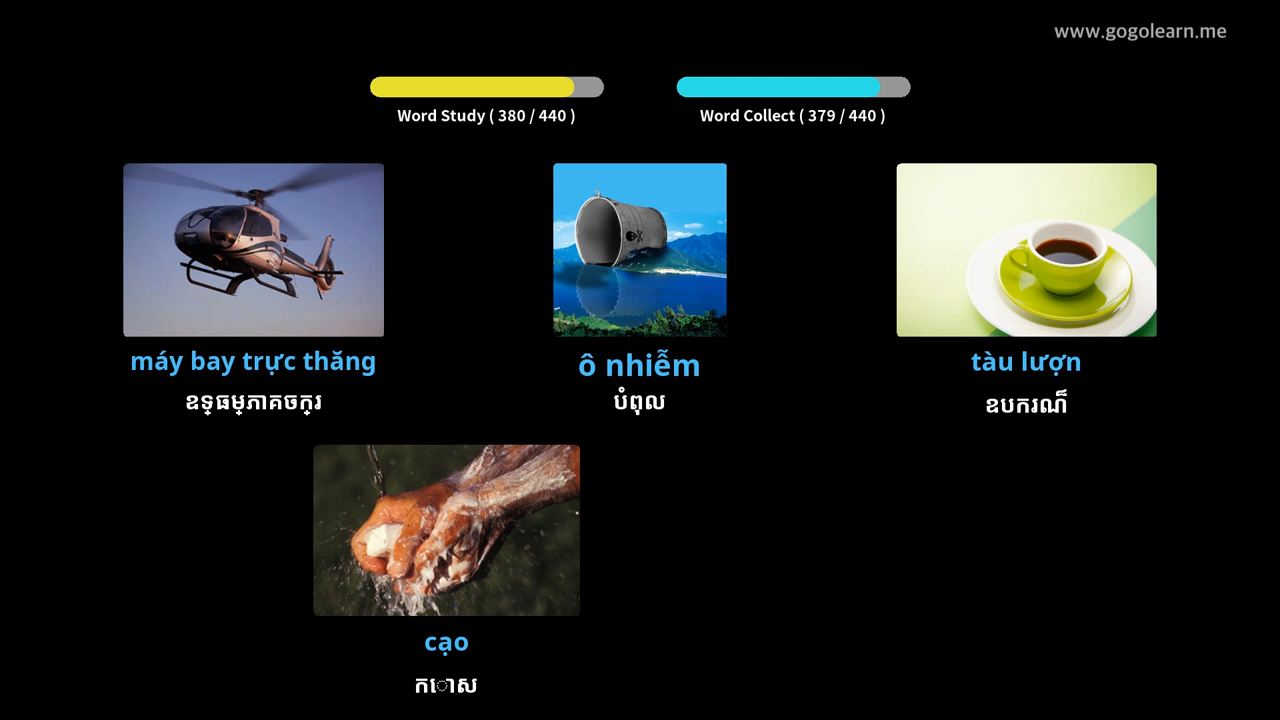 www.gogolearn.me
Word Study ( 380 / 440 )
Word Collect ( 379 / 440 )
máy bay trực thăng
ô nhiễm
tàu lượn
ឧទ្ធម្ភាគចក្រ
បំពុល
ឧបករណ៏
cạo
កោស